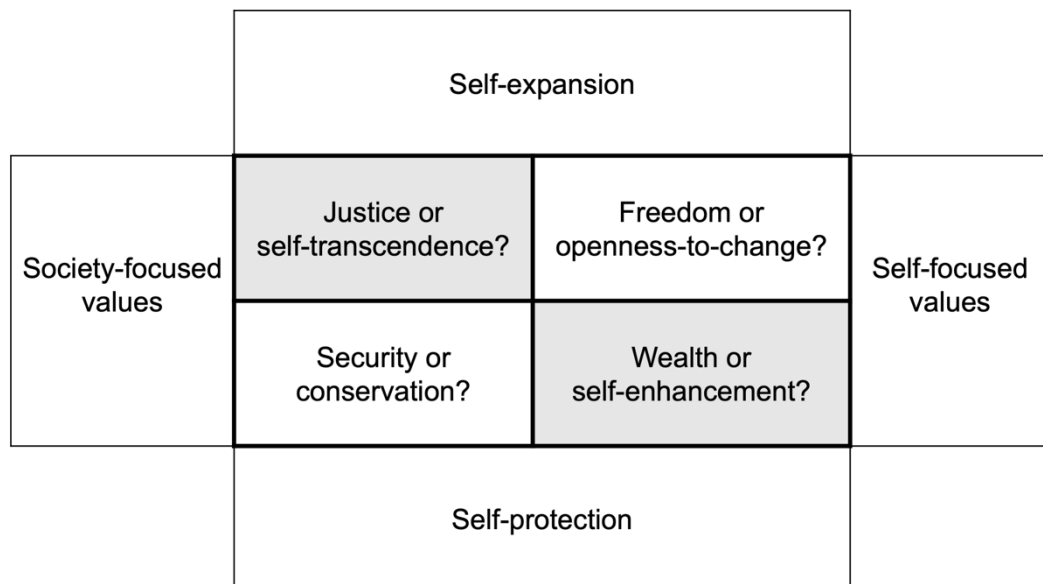 Self-expansion
Justice or
self-transcendence?
Freedom or
openness-to-change?
Society-focused
values
Self-focused
values
Security or
conservation?
Wealth or
self-enhancement?
Self-protection